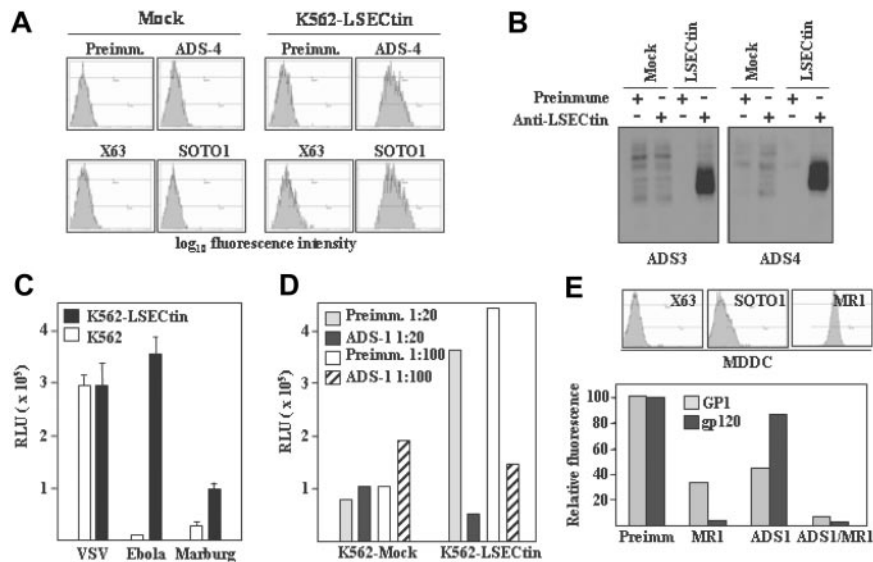 A
Mock
K562-LSECtin
Preimm. ADS-4
Preimm. ADS-4
X63 SOTO1
X63 SOTO1
log10 fluorescence intensity
B
Mock LSECtin Mock LSECtin
Preinmune + - + - + - + -
Anti-LSECtin - + - + - + - +
ADS3 ADS4
C
K562-LSECtin
K562
RLU ( x 10⁵)
4
3
2
1
VSV Ebola Marburg
D
Preimm. 1:20
ADS-1 1:20
Preimm. 1:100
ADS-1 1:100
RLU ( x 10⁵)
4
3
2
1
K562-Mock K562-LSECtin
E
X63 SOTO1 MR1
MDDC
GP1
gp120
Relative fluorescence
100
80
60
40
20
Preimm MR1 ADS1 ADS1/MR1